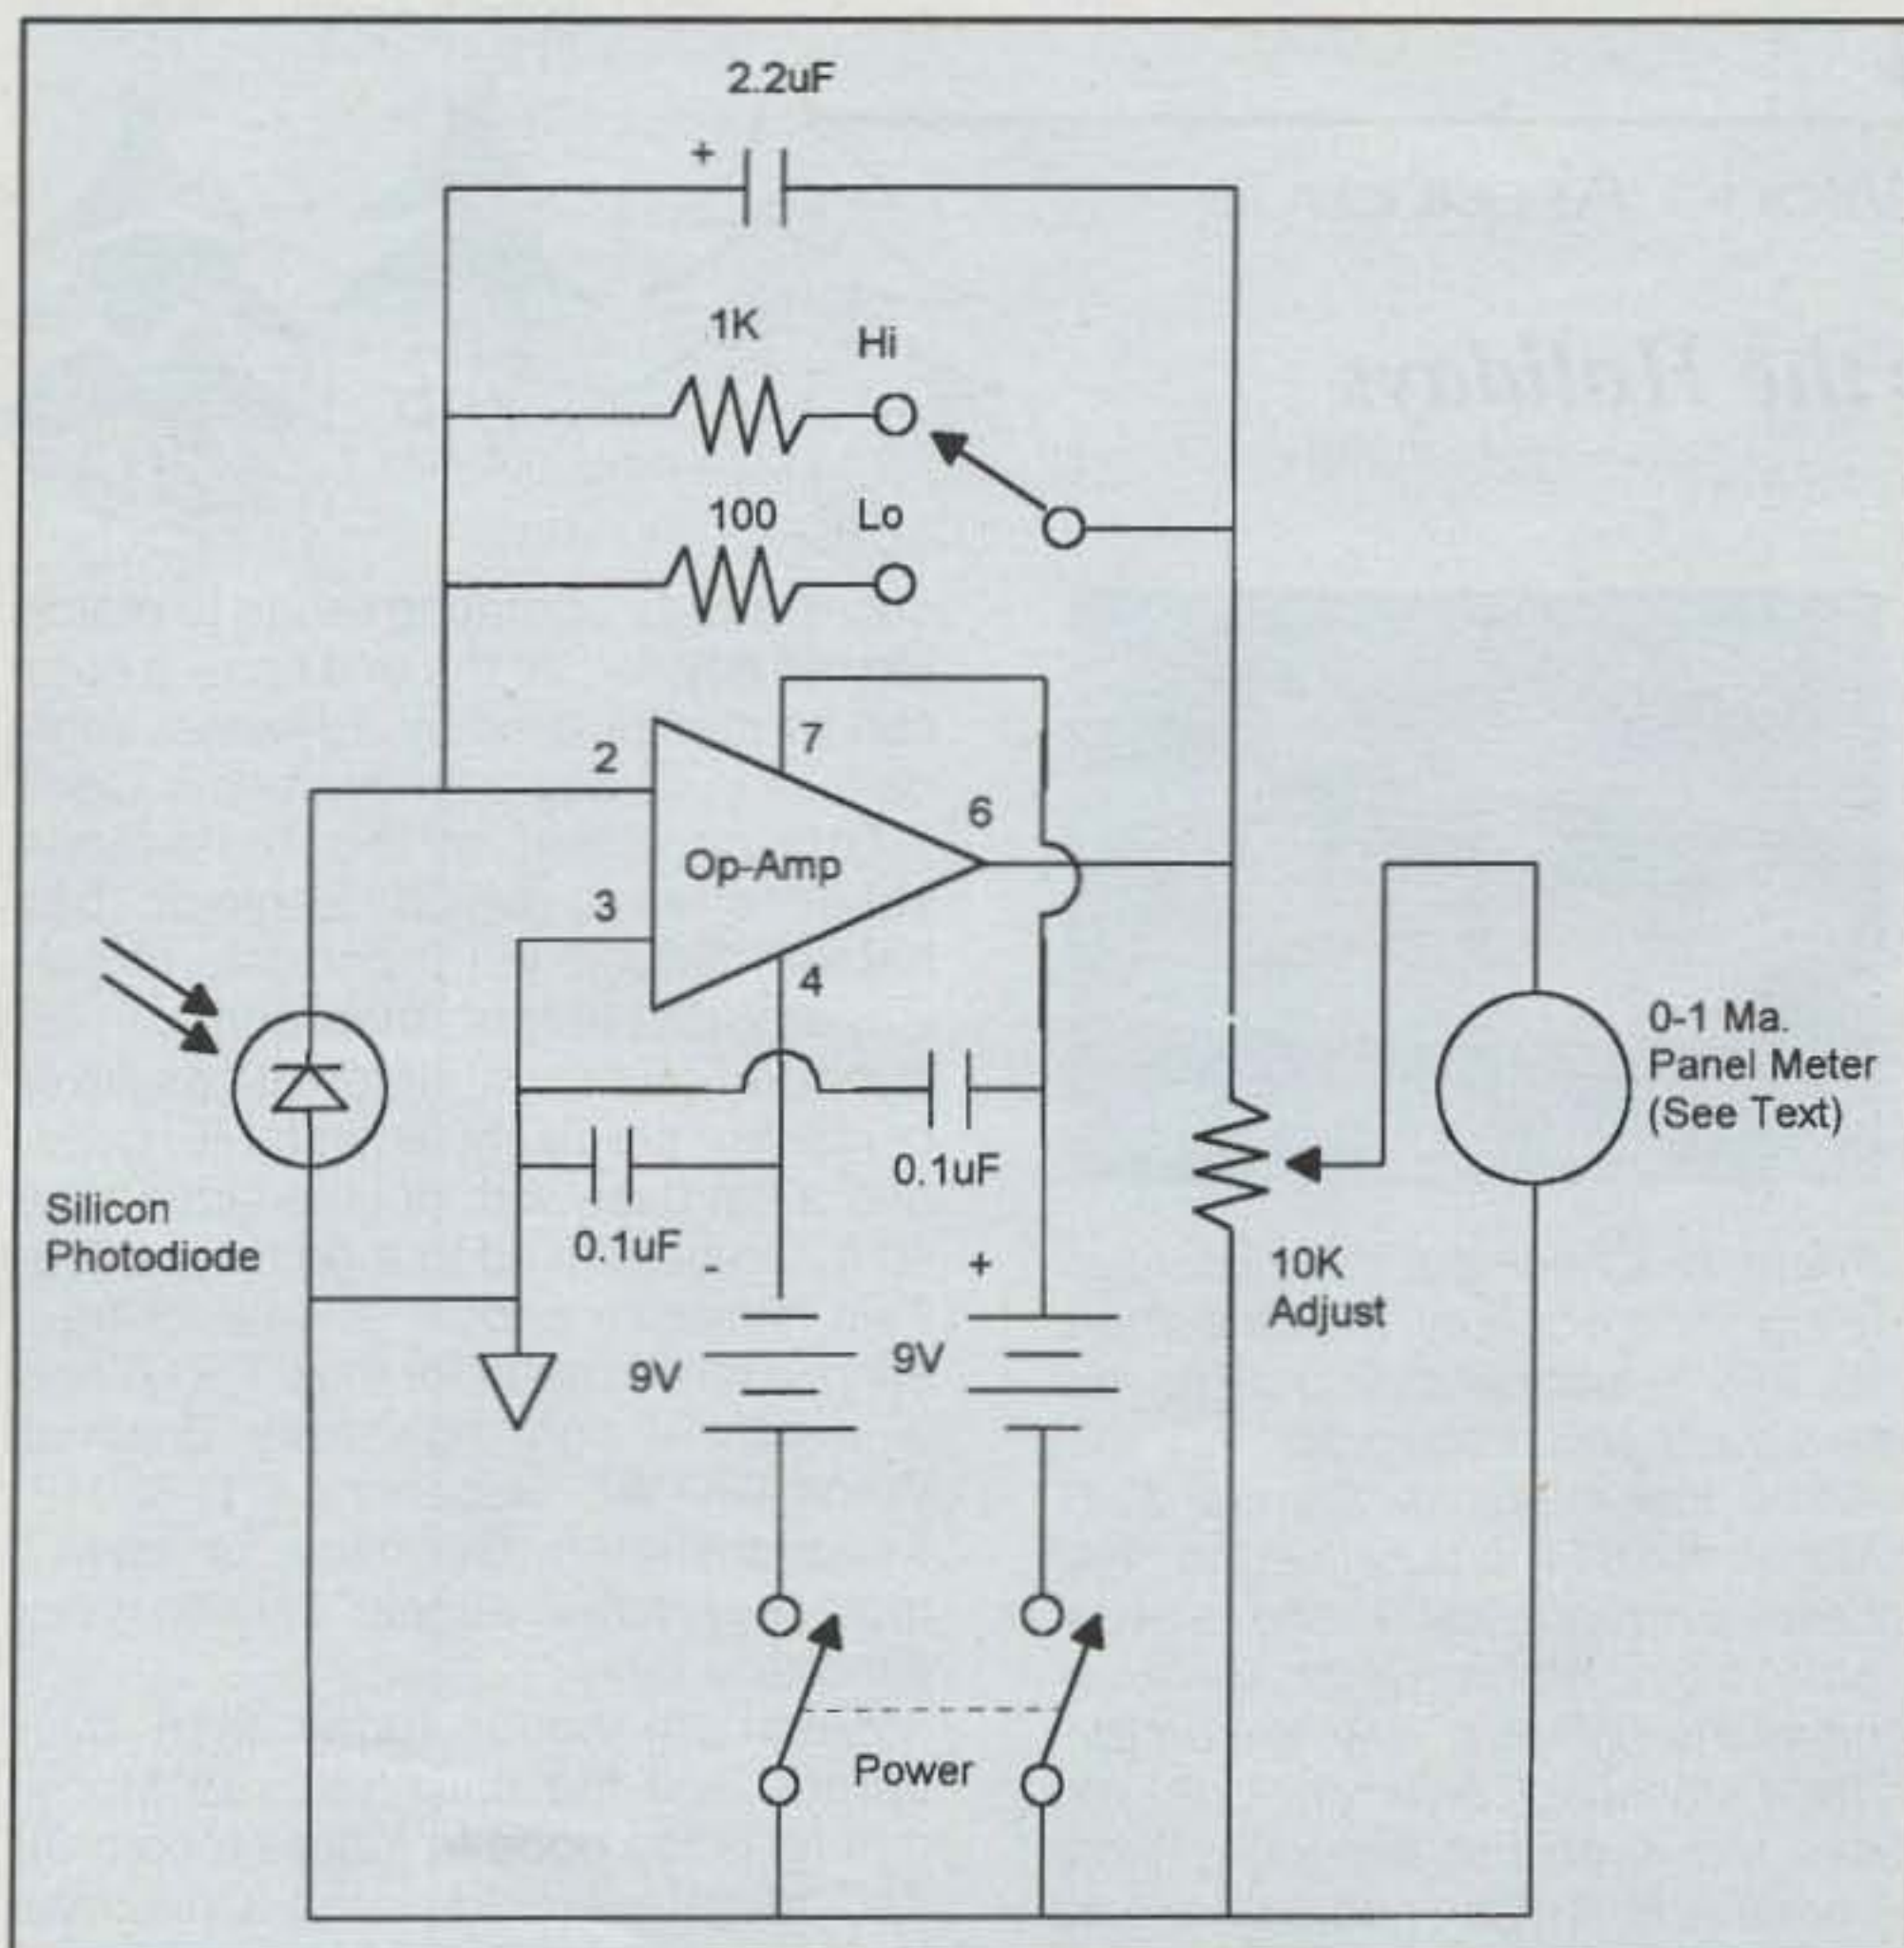 2.2uF
+
1K
Hi
100
Lo
7
2
6
Op-Amp
3
4
0-1 Ma.
Panel Meter
(See Text)
0.1uF
Silicon
Photodiode
0.1uF
-
+
10K
Adjust
9V
9V
Power